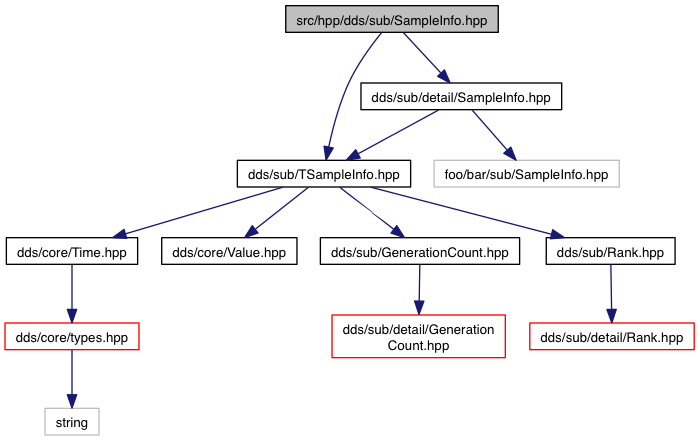 src/hpp/dds/sub/SampleInfo.hpp
dds/sub/detail/SampleInfo.hpp
dds/sub/TSampleInfo.hpp
foo/bar/sub/SampleInfo.hpp
dds/core/Time.hpp
dds/core/Value.hpp
dds/sub/GenerationCount.hpp
dds/sub/Rank.hpp
dds/core/types.hpp
dds/sub/detail/Generation
Count.hpp
dds/sub/detail/Rank.hpp
string